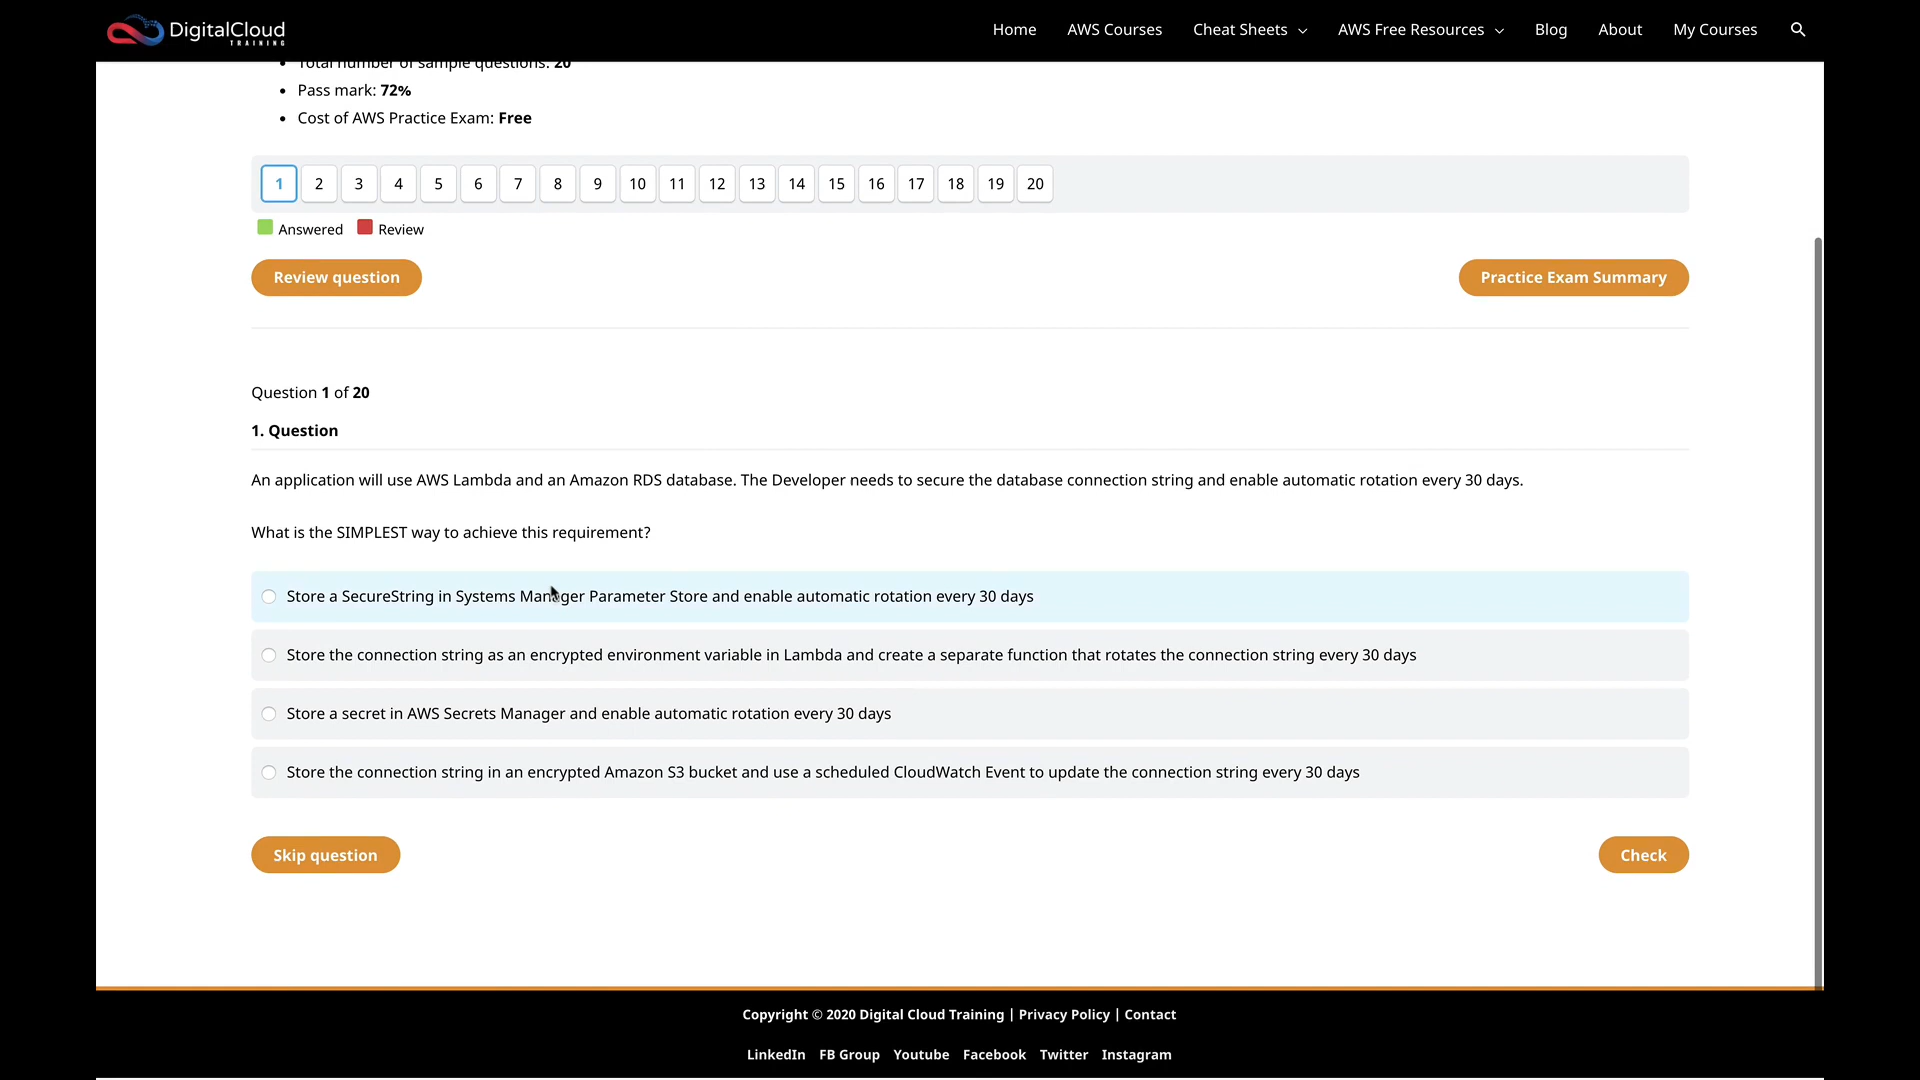 DigitalCloud
TRAINING
Home AWS Courses Cheat Sheets AWS Free Resources Blog About My Courses
Total number of sample questions: 20
Pass mark: 72%
Cost of AWS Practice Exam: Free
1 2 3 4 5 6 7 8 9 10 11 12 13 14 15 16 17 18 19 20
Answered Review
Review question Practice Exam Summary
Question 1 of 20
1. Question
An application will use AWS Lambda and an Amazon RDS database. The Developer needs to secure the database connection string and enable automatic rotation every 30 days.
What is the SIMPLEST way to achieve this requirement?
Store a SecureString in Systems Manager Parameter Store and enable automatic rotation every 30 days
Store the connection string as an encrypted environment variable in Lambda and create a separate function that rotates the connection string every 30 days
Store a secret in AWS Secrets Manager and enable automatic rotation every 30 days
Store the connection string in an encrypted Amazon S3 bucket and use a scheduled CloudWatch Event to update the connection string every 30 days
Skip question Check
Copyright © 2020 Digital Cloud Training | Privacy Policy | Contact
LinkedIn FB Group Youtube Facebook Twitter Instagram